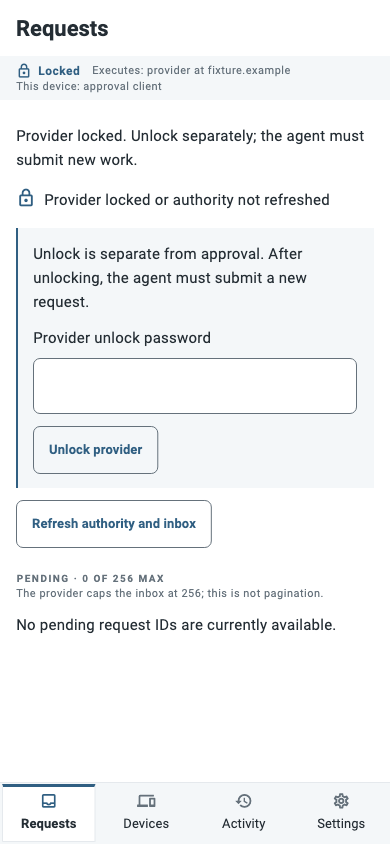 Requests
Locked Executes: provider at fixture.example
This device: approval client
Provider locked. Unlock separately; the agent must
submit new work.
Provider locked or authority not refreshed
Unlock is separate from approval. After
unlocking, the agent must submit a new
request.
Provider unlock password
Unlock provider
Refresh authority and inbox
PENDING · 0 OF 256 MAX
The provider caps the inbox at 256; this is not pagination.
No pending request IDs are currently available.
Requests Devices Activity Settings